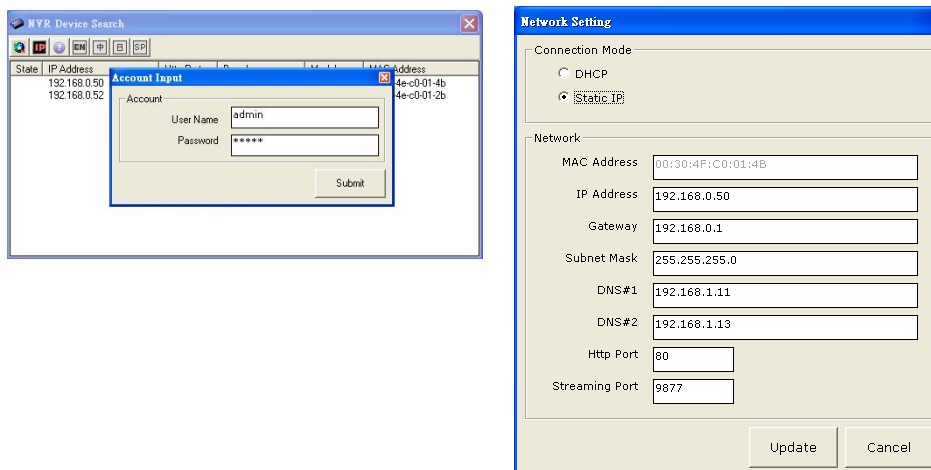 NVR Device Search
IP EN 中 日 SP
State IP Address MAC Address
192.168.0.50 -4e-c0-01-4b
192.168.0.52 -4e-c0-01-2b
Account Input
Account
User Name admin
Password *****
Submit
Network Setting
Connection Mode
DHCP
Static IP
Network
MAC Address 00:30:4F:C0:01:4B
IP Address 192.168.0.50
Gateway 192.168.0.1
Subnet Mask 255.255.255.0
DNS#1 192.168.1.11
DNS#2 192.168.1.13
Http Port 80
Streaming Port 9877
Update Cancel